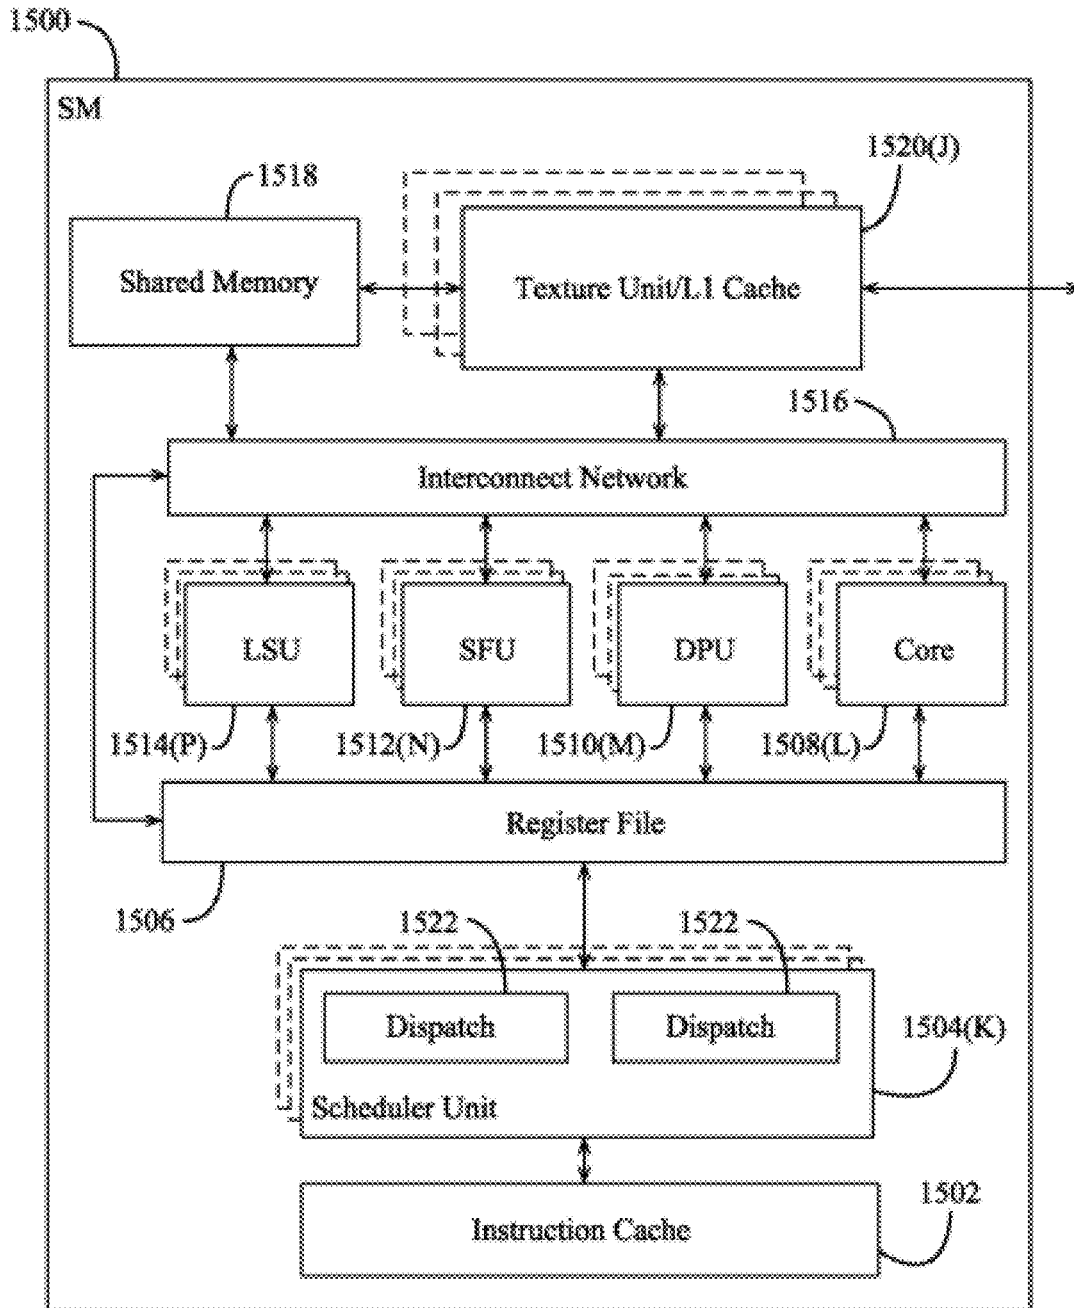 1500
SM
1520(J)
1518
Shared Memory
Texture Unit/L1 Cache
1516
Interconnect Network
LSU
SFU
DPU
Core
1514(P)
1512(N)
1510(M)
1508(L)
Register File
1506
1522
1522
Dispatch
Dispatch
1504(K)
Scheduler Unit
1502
Instruction Cache